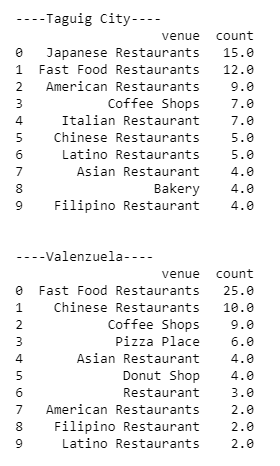 ----Taguig City----
venue count
0 Japanese Restaurants 15.0
1 Fast Food Restaurants 12.0
2 American Restaurants 9.0
3 Coffee Shops 7.0
4 Italian Restaurant 7.0
5 Chinese Restaurants 5.0
6 Latino Restaurants 5.0
7 Asian Restaurant 4.0
8 Bakery 4.0
9 Filipino Restaurant 4.0
----Valenzuela----
venue count
0 Fast Food Restaurants 25.0
1 Chinese Restaurants 10.0
2 Coffee Shops 9.0
3 Pizza Place 6.0
4 Asian Restaurant 4.0
5 Donut Shop 4.0
6 Restaurant 3.0
7 American Restaurants 2.0
8 Filipino Restaurant 2.0
9 Latino Restaurants 2.0